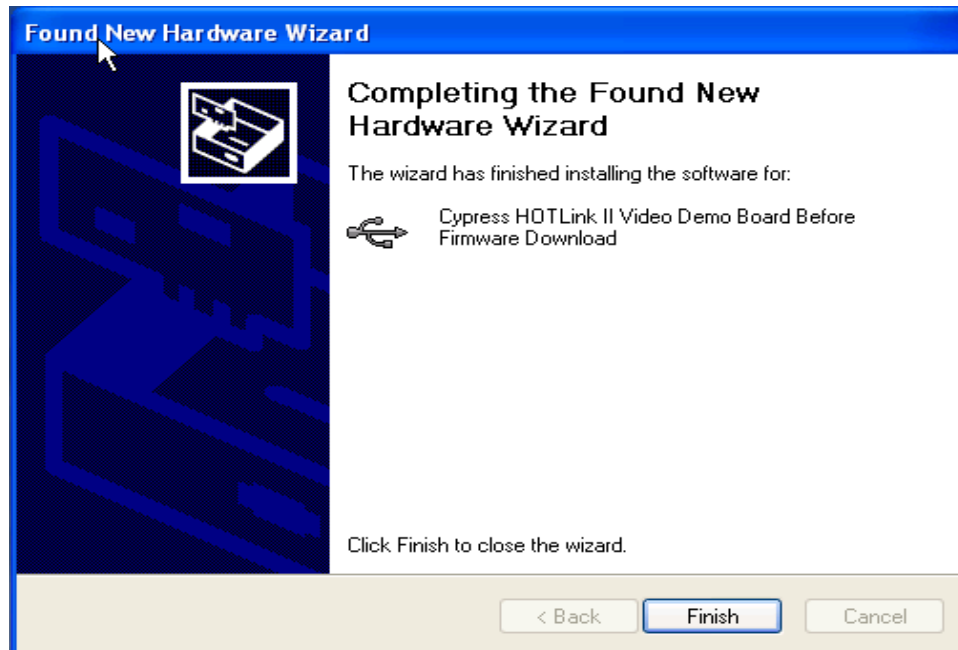 Found New Hardware Wizard
Completing the Found New
Hardware Wizard
The wizard has finished installing the software for:
Cypress HOTLink II Video Demo Board Before
Firmware Download
Click Finish to close the wizard.
< Back Finish Cancel